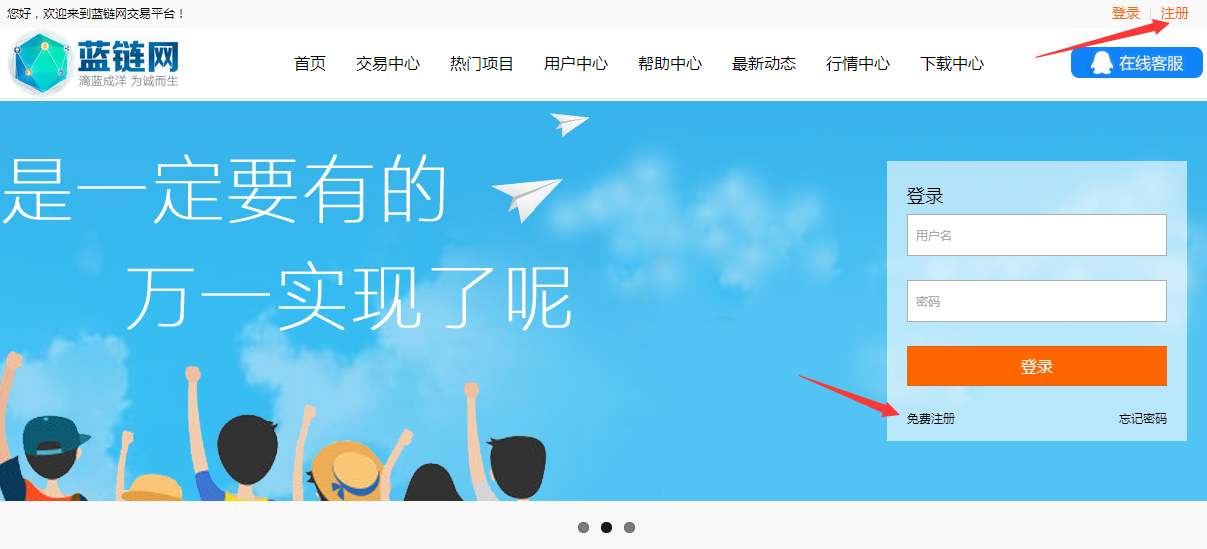 您好，欢迎来到蓝链网交易平台！
登录 | 注册
蓝链网
滴蓝成洋 为诚而生
首页 交易中心 热门项目 用户中心 帮助中心 最新动态 行情中心 下载中心
在线客服
是一定要有的
万一实现了呢
登录
用户名
密码
登录
免费注册 忘记密码